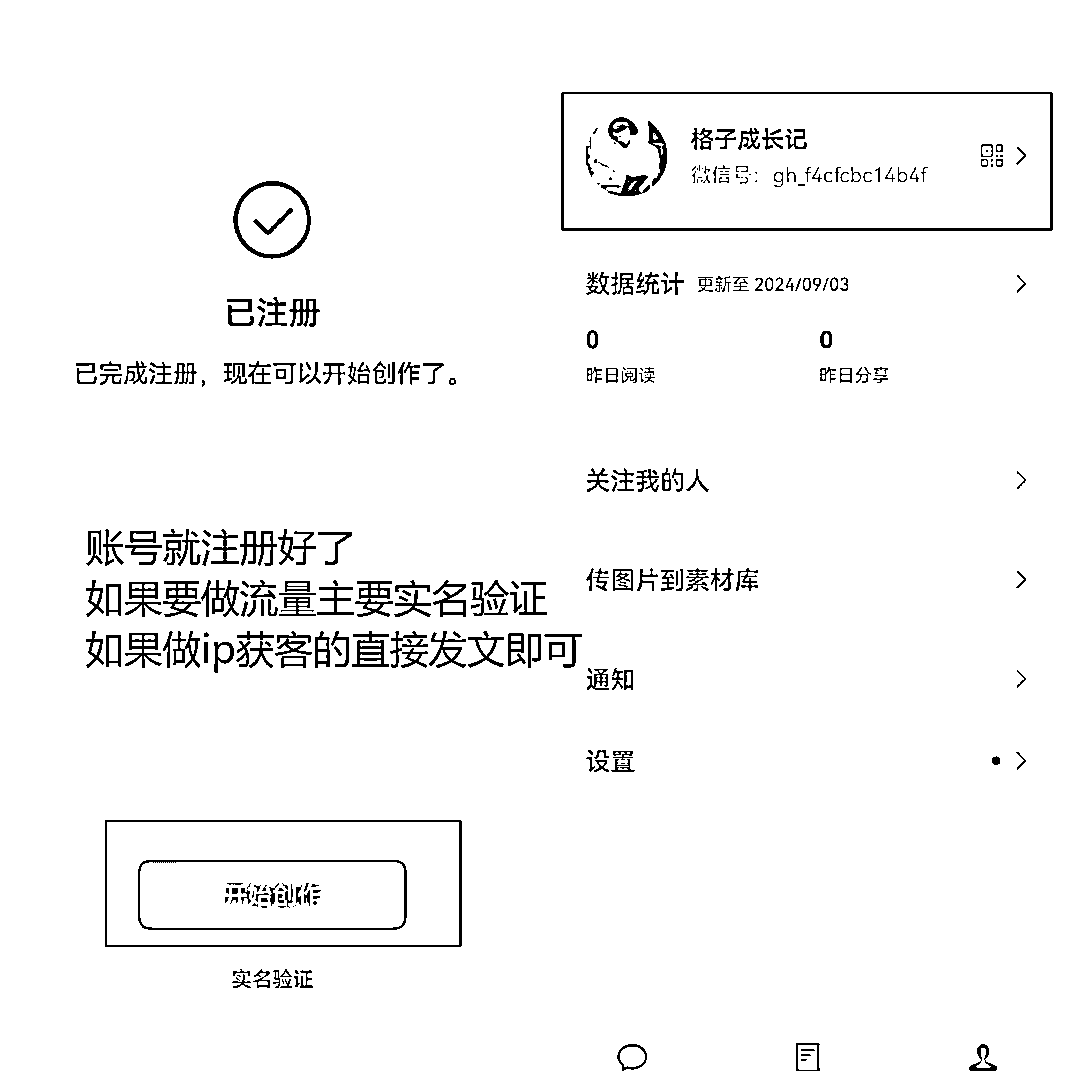 已注册
已完成注册，现在可以开始创作了。
账号就注册好了
如果要做流量主要实名验证
如果做ip获客的直接发文即可
开始创作
实名验证
格子成长记
微信号：gh_f4cfcbc14b4f
数据统计 更新至 2024/09/03
0 0
昨日阅读 昨日分享
关注我的人
传图片到素材库
通知
设置